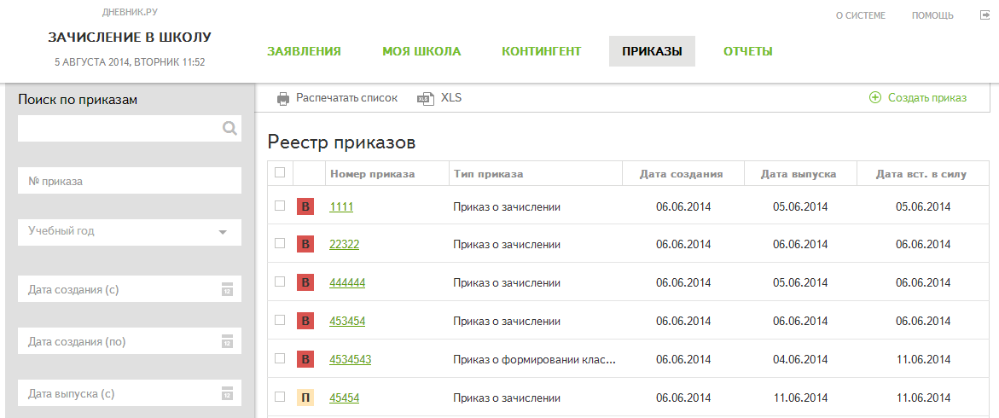 ДНЕВНИК.РУ
ЗАЧИСЛЕНИЕ В ШКОЛУ
5 АВГУСТА 2014, ВТОРНИК 11:52
О СИСТЕМЕ ПОМОЩЬ
ЗАЯВЛЕНИЯ МОЯ ШКОЛА КОНТИНГЕНТ ПРИКАЗЫ ОТЧЕТЫ
Поиск по приказам
№ приказа
Учебный год
Дата создания (с) 12
Дата создания (по) 12
Дата выпуска (с) 12
Распечатать список XLS XLS Создать приказ
Реестр приказов
Номер приказа Тип приказа Дата создания Дата выпуска Дата вст. в силу
В 1111 Приказ о зачислении 06.06.2014 05.06.2014 05.06.2014
В 22322 Приказ о зачислении 06.06.2014 06.06.2014 06.06.2014
В 444444 Приказ о зачислении 06.06.2014 05.06.2014 06.06.2014
В 453454 Приказ о зачислении 06.06.2014 06.06.2014 06.06.2014
В 4534543 Приказ о формировании клас... 06.06.2014 04.06.2014 11.06.2014
П 45454 Приказ о зачислении 06.06.2014 11.06.2014 11.06.2014